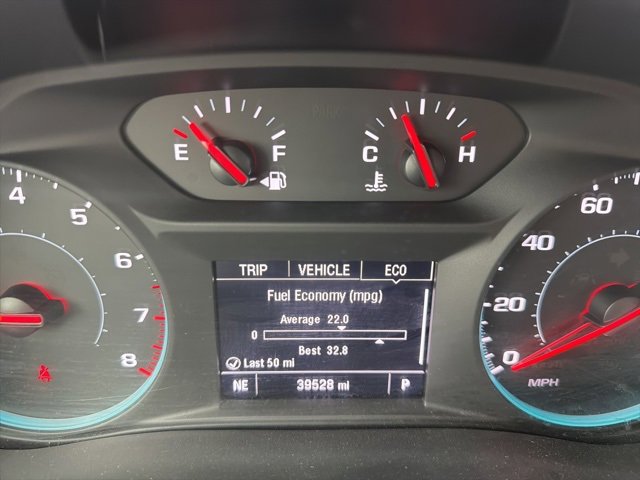 PARK
E F C H
4 5 6 7 8
TRIP VEHICLE ECO
Fuel Economy (mpg)
Average 22.0
0
Best 32.8
Last 50 mi
NE 39528 mi P
60
40
20
0
MPH